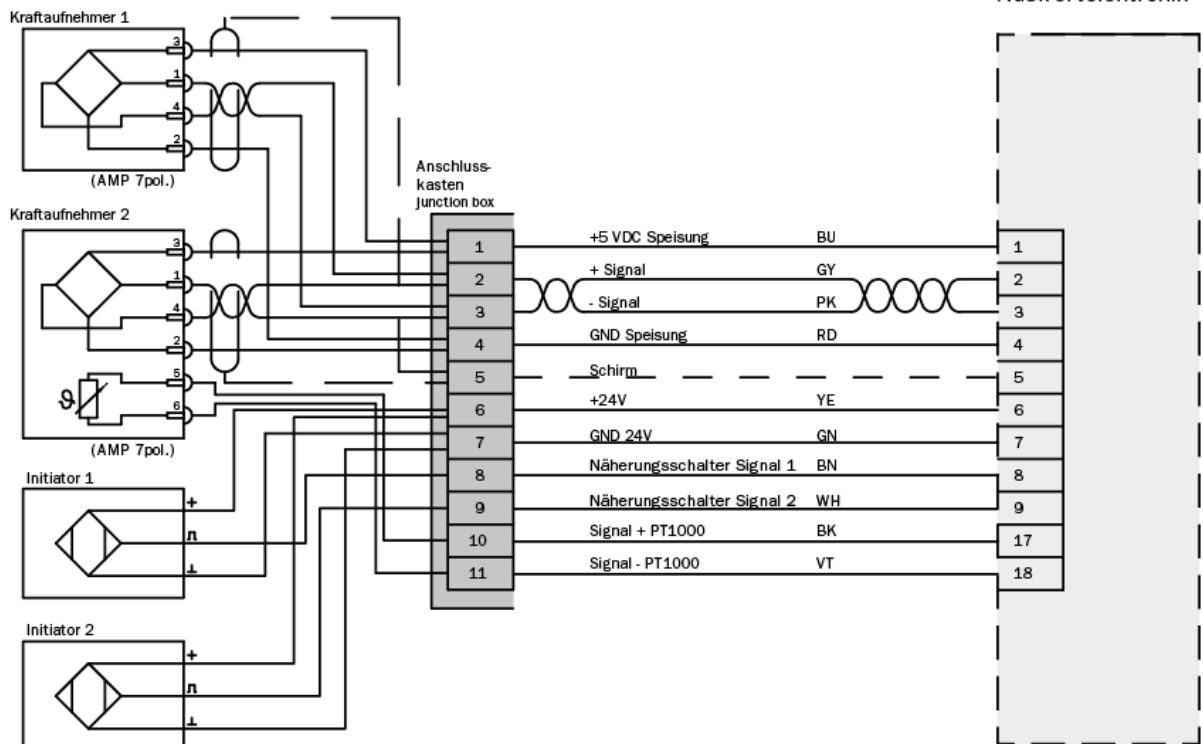 Kraftaufnehmer 1
3
1
4
2
(AMP 7pol.)
Kraftaufnehmer 2
3
1
4
2
5
ϑ
6
(AMP 7pol.)
Initiator 1
+
⊥
Initiator 2
+
⊥
Anschluss-
kasten
junction box
1 +5 VDC Speisung BU 1
2 + Signal GY 2
3 - Signal PK 3
4 GND Speisung RD 4
5 Schirm 5
6 +24V YE 6
7 GND 24V GN 7
8 Näherungsschalter Signal 1 BN 8
9 Näherungsschalter Signal 2 WH 9
10 Signal + PT1000 BK 17
11 Signal - PT1000 VT 18